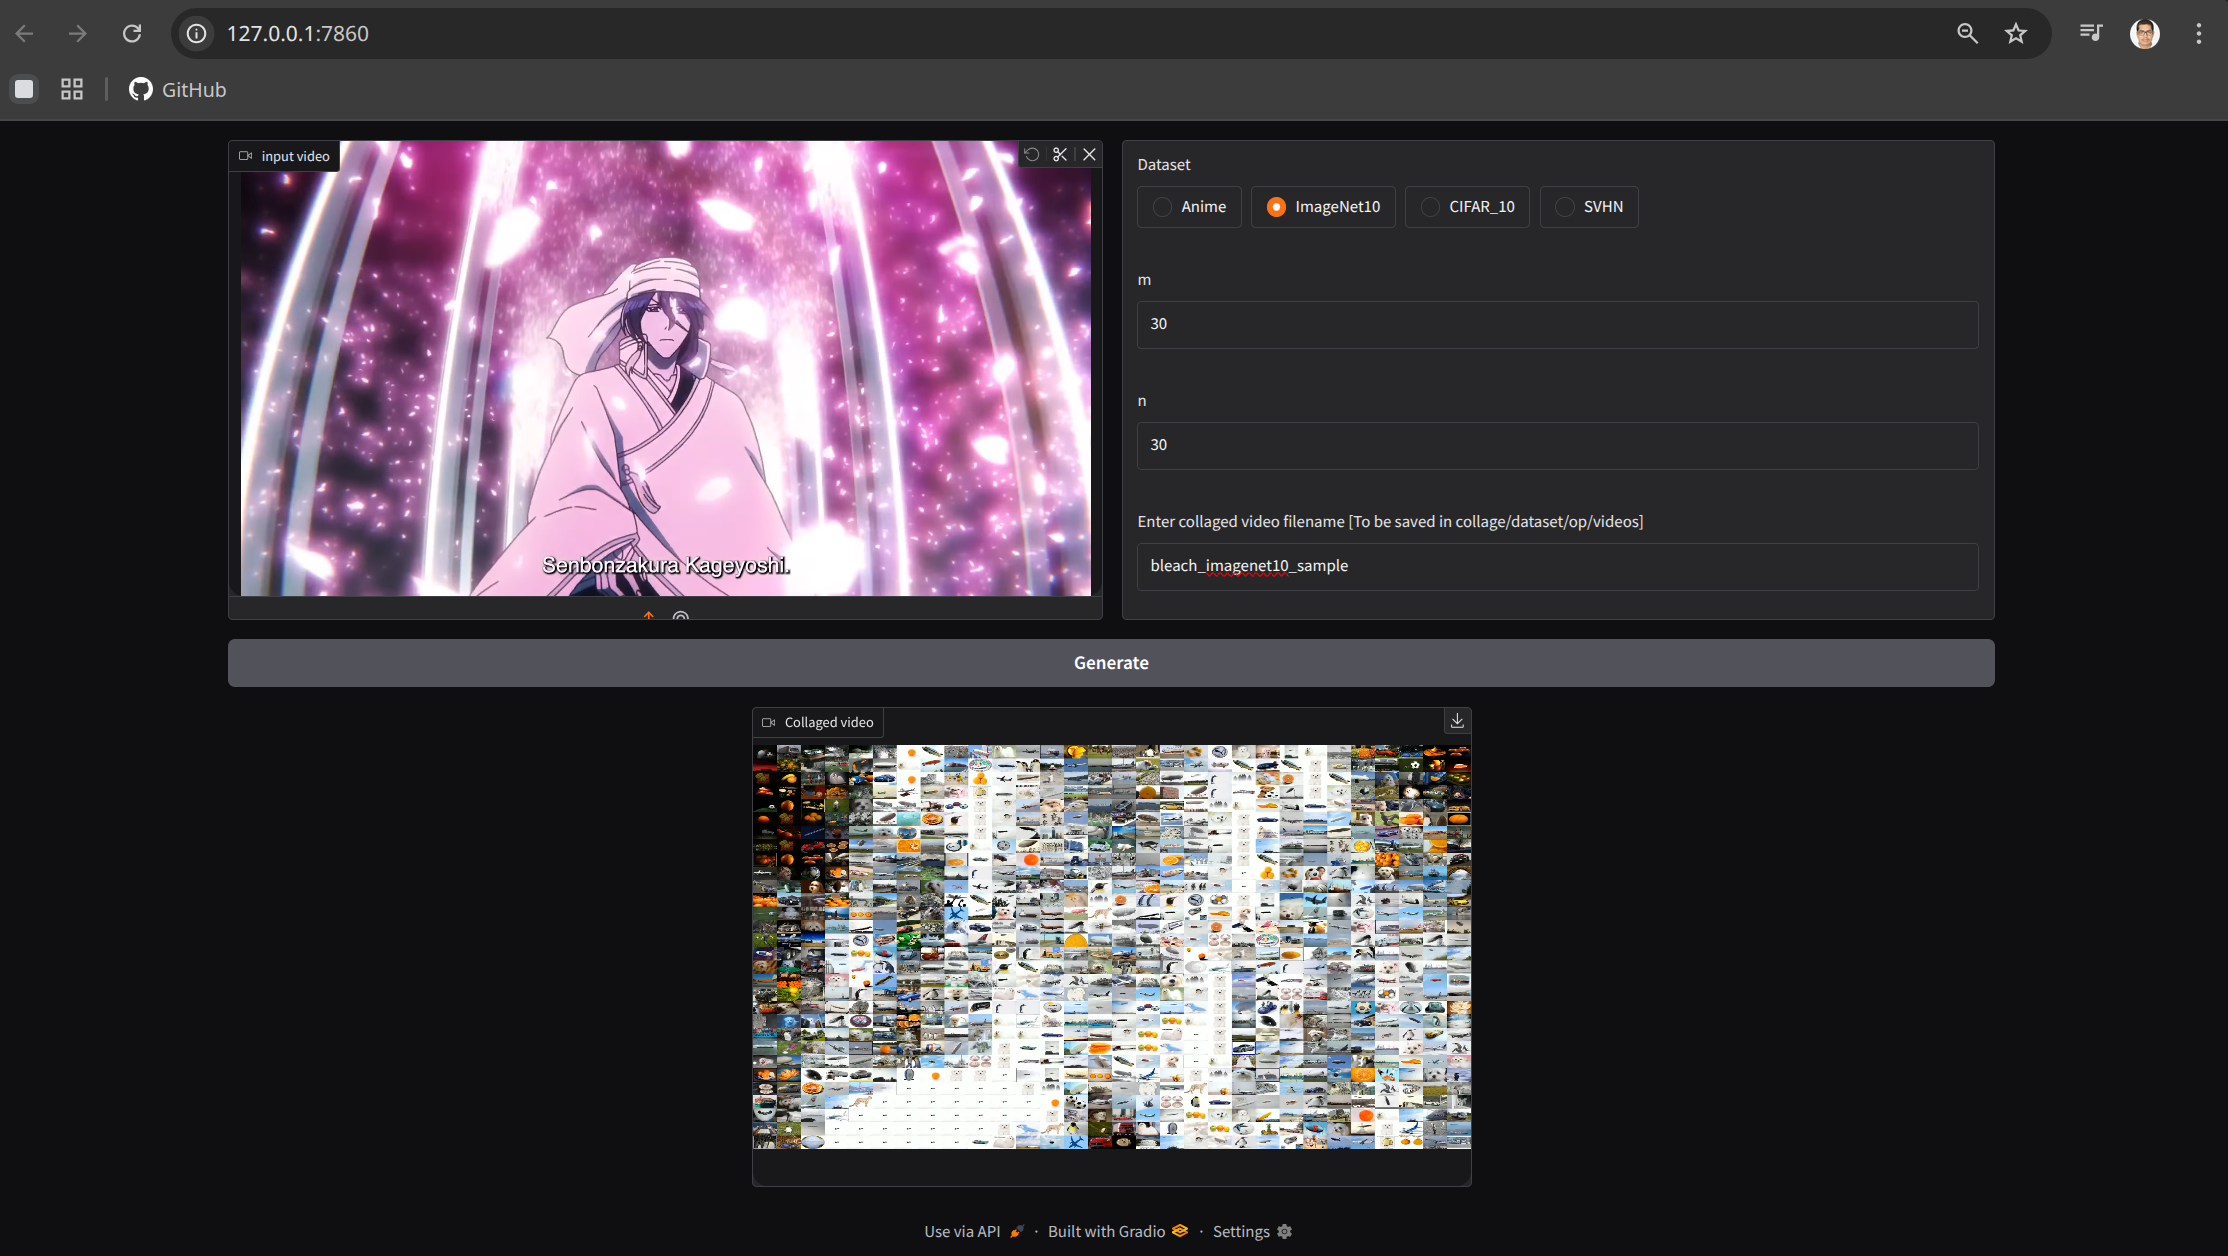 127.0.0.1:7860
GitHub
input video
Senbonzakura Kageyoshi.
Dataset
Anime
ImageNet10
CIFAR_10
SVHN
m
30
n
30
Enter collaged video filename [To be saved in collage/dataset/op/videos]
bleach_imagenet10_sample
Generate
Collaged video
Use via API · Built with Gradio · Settings